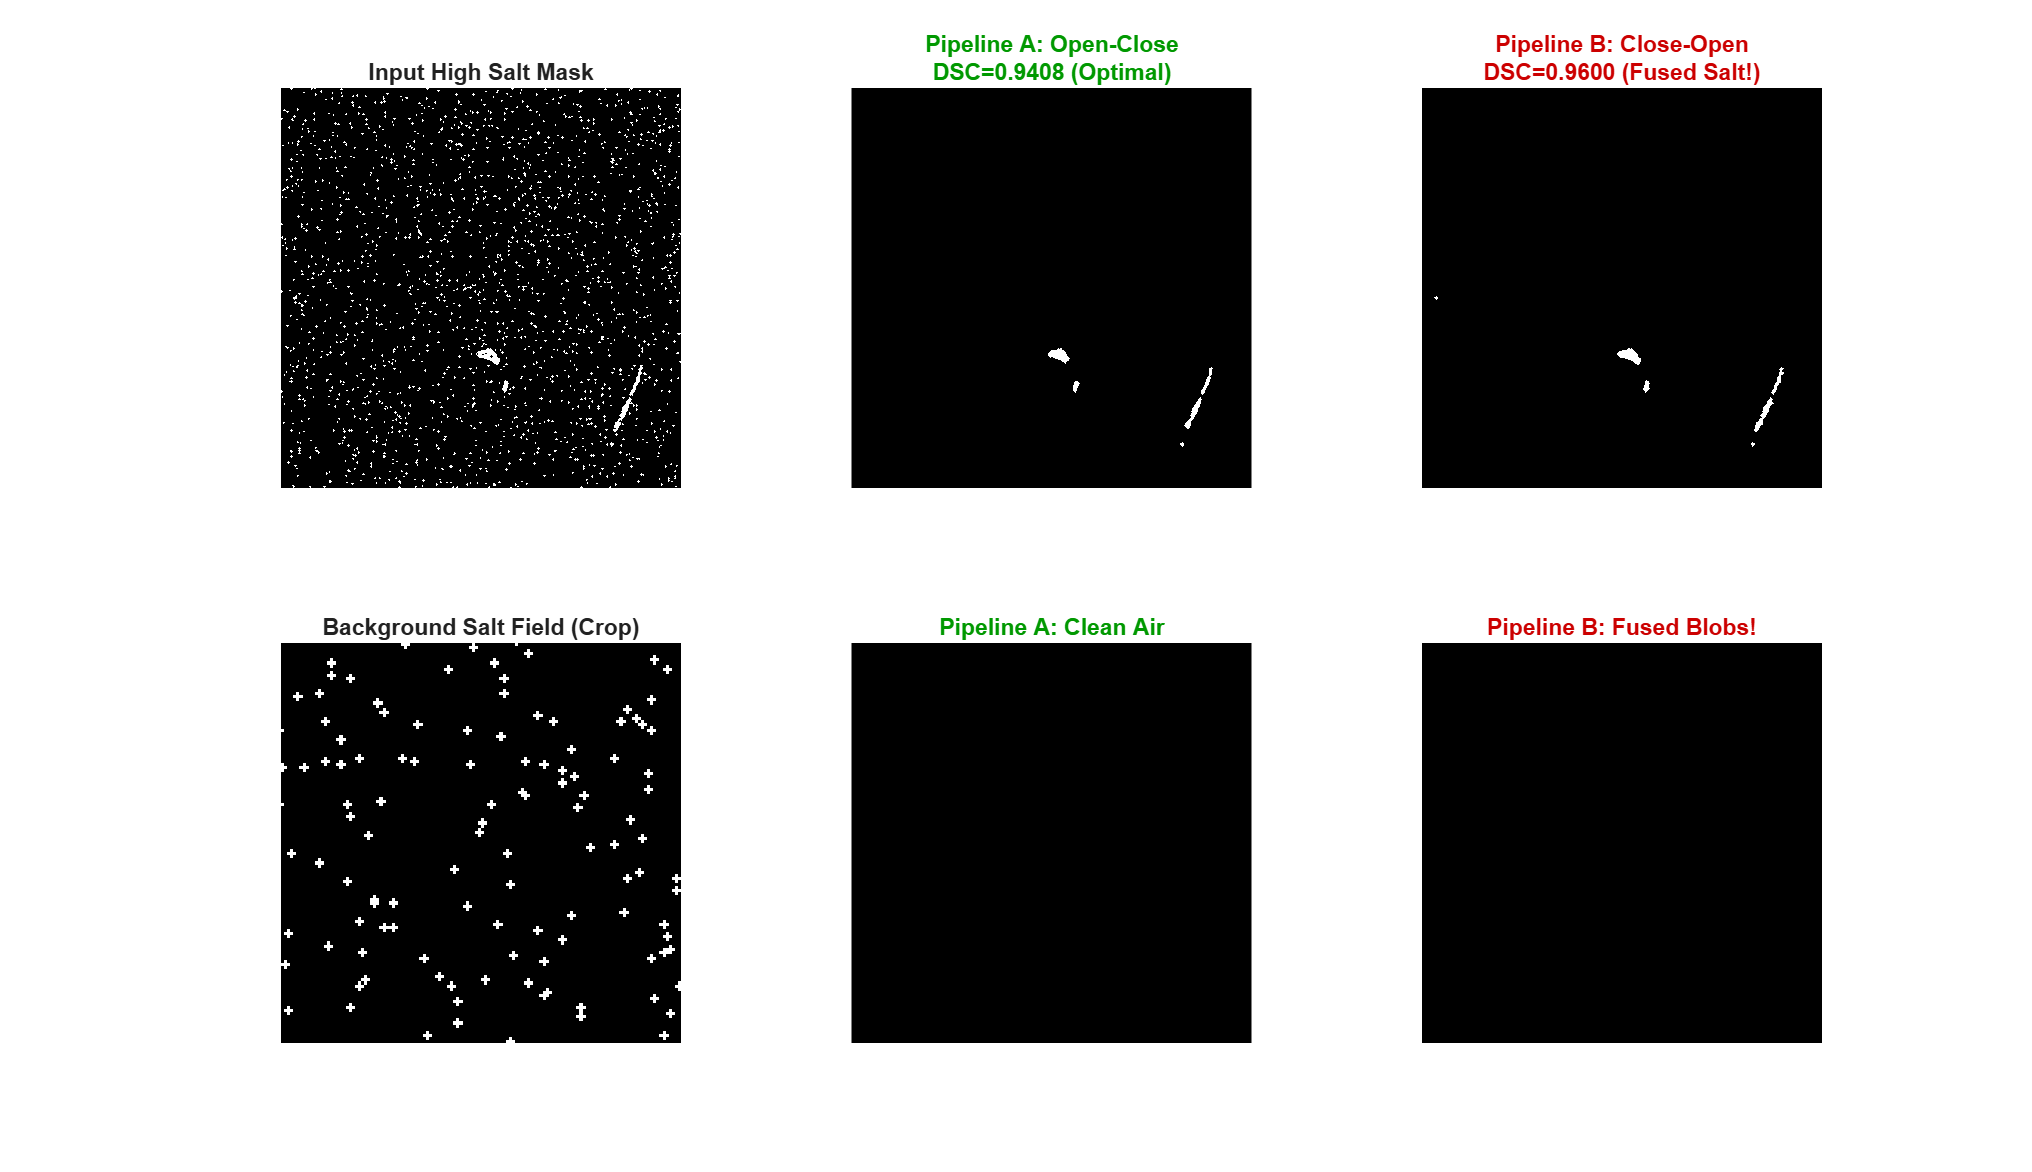 Input High Salt Mask
Pipeline A: Open-Close
DSC=0.9408 (Optimal)
Pipeline B: Close-Open
DSC=0.9600 (Fused Salt!)
Background Salt Field (Crop)
Pipeline A: Clean Air
Pipeline B: Fused Blobs!